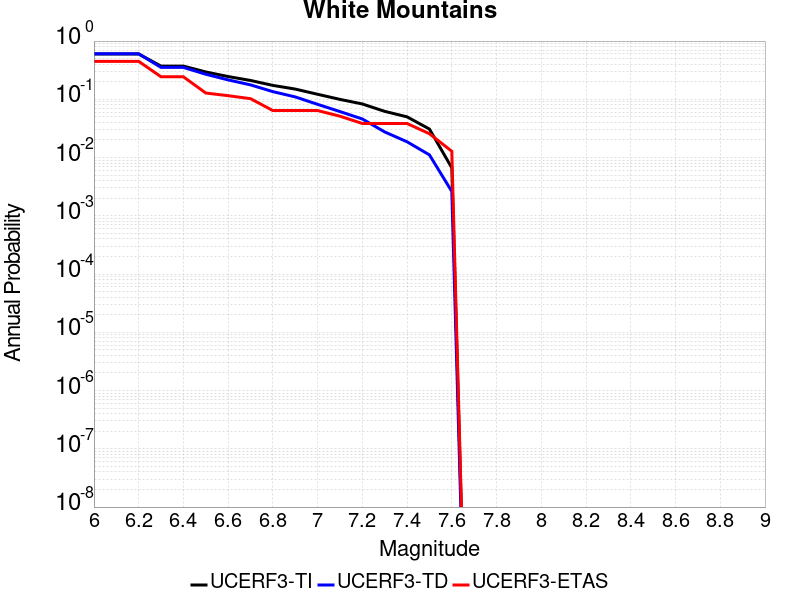 White Mountains
10^0
10^-1
10^-2
10^-3
10^-4
10^-5
10^-6
10^-7
10^-8
Annual Probability
6 6.2 6.4 6.6 6.8 7 7.2 7.4 7.6 7.8 8 8.2 8.4 8.6 8.8 9
Magnitude
UCERF3-TI UCERF3-TD UCERF3-ETAS